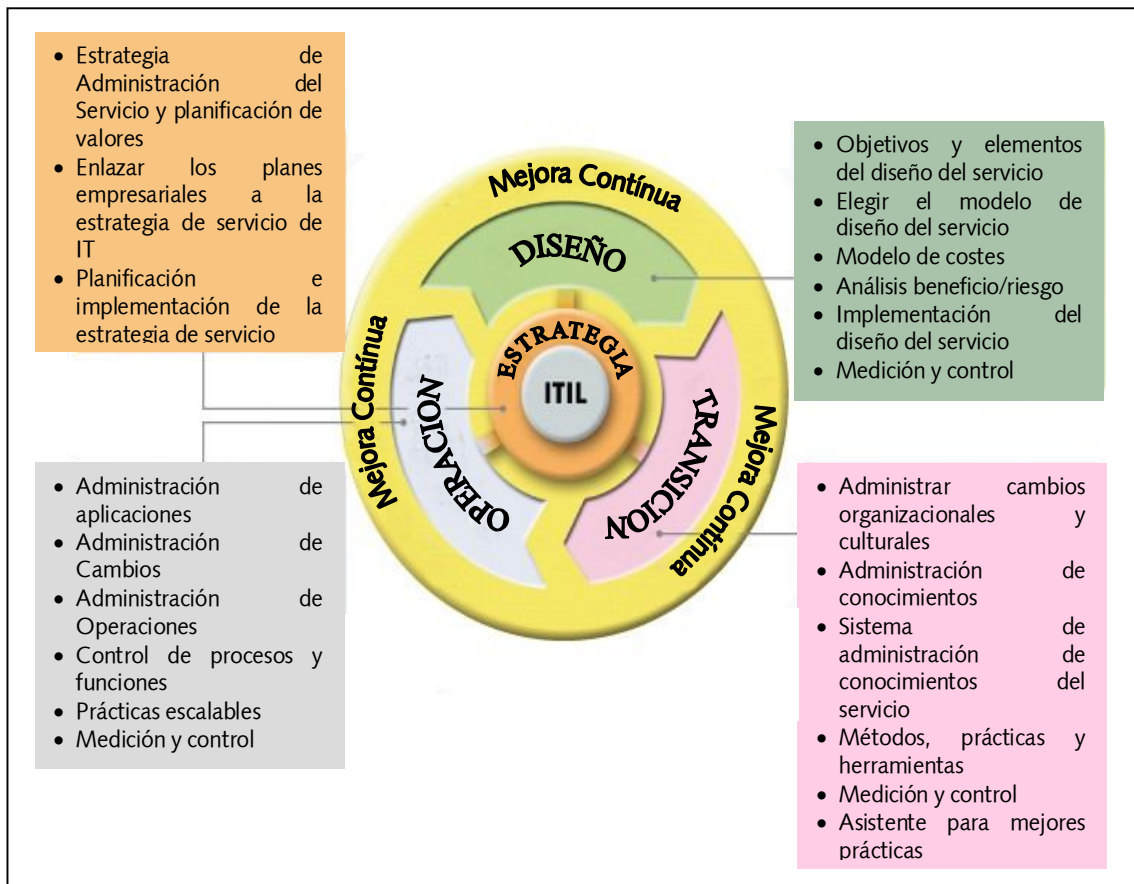 • Estrategia de
Administración del
Servicio y planificación de
valores
• Enlazar los planes
empresariales a la
estrategia de servicio de
IT
• Planificación e
implementación de la
estrategia de servicio
• Objetivos y elementos
del diseño del servicio
• Elegir el modelo de
diseño del servicio
• Modelo de costes
• Análisis beneficio/riesgo
• Implementación del
diseño del servicio
• Medición y control
Mejora Contínua
DISEÑO
ESTRATEGIA
ITIL
Mejora Contínua
OPERACION
TRANSICION
Mejora Contínua
• Administración de
aplicaciones
• Administración de
Cambios
• Administración de
Operaciones
• Control de procesos y
funciones
• Prácticas escalables
• Medición y control
• Administrar cambios
organizacionales y
culturales
• Administración de
conocimientos
• Sistema de
administración de
conocimientos del
servicio
• Métodos, prácticas y
herramientas
• Medición y control
• Asistente para mejores
prácticas